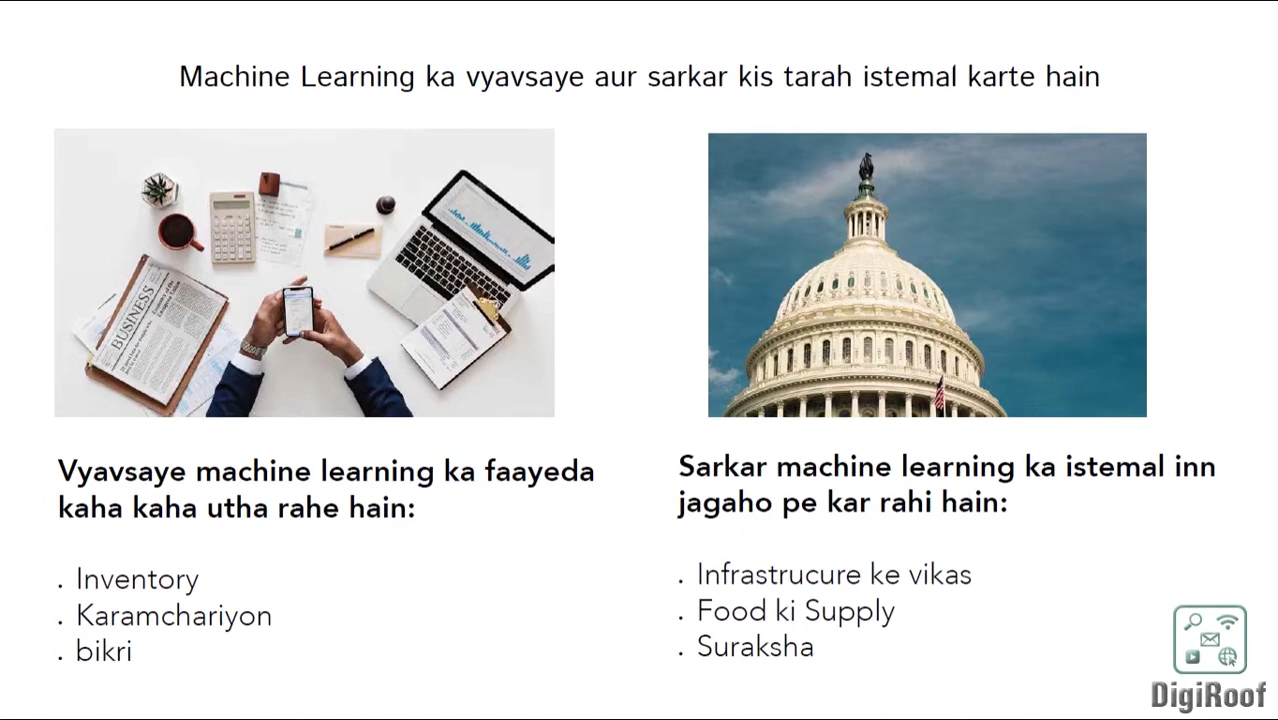 Machine Learning ka vyavsaye aur sarkar kis tarah istemal karte hain
BUSINESS
Vyavsaye machine learning ka faayeda
kaha kaha utha rahe hain:
. Inventory
. Karamchariyon
. bikri
Sarkar machine learning ka istemal inn
jagaho pe kar rahi hain:
. Infrastrucure ke vikas
. Food ki Supply
. Suraksha
DigiRoof